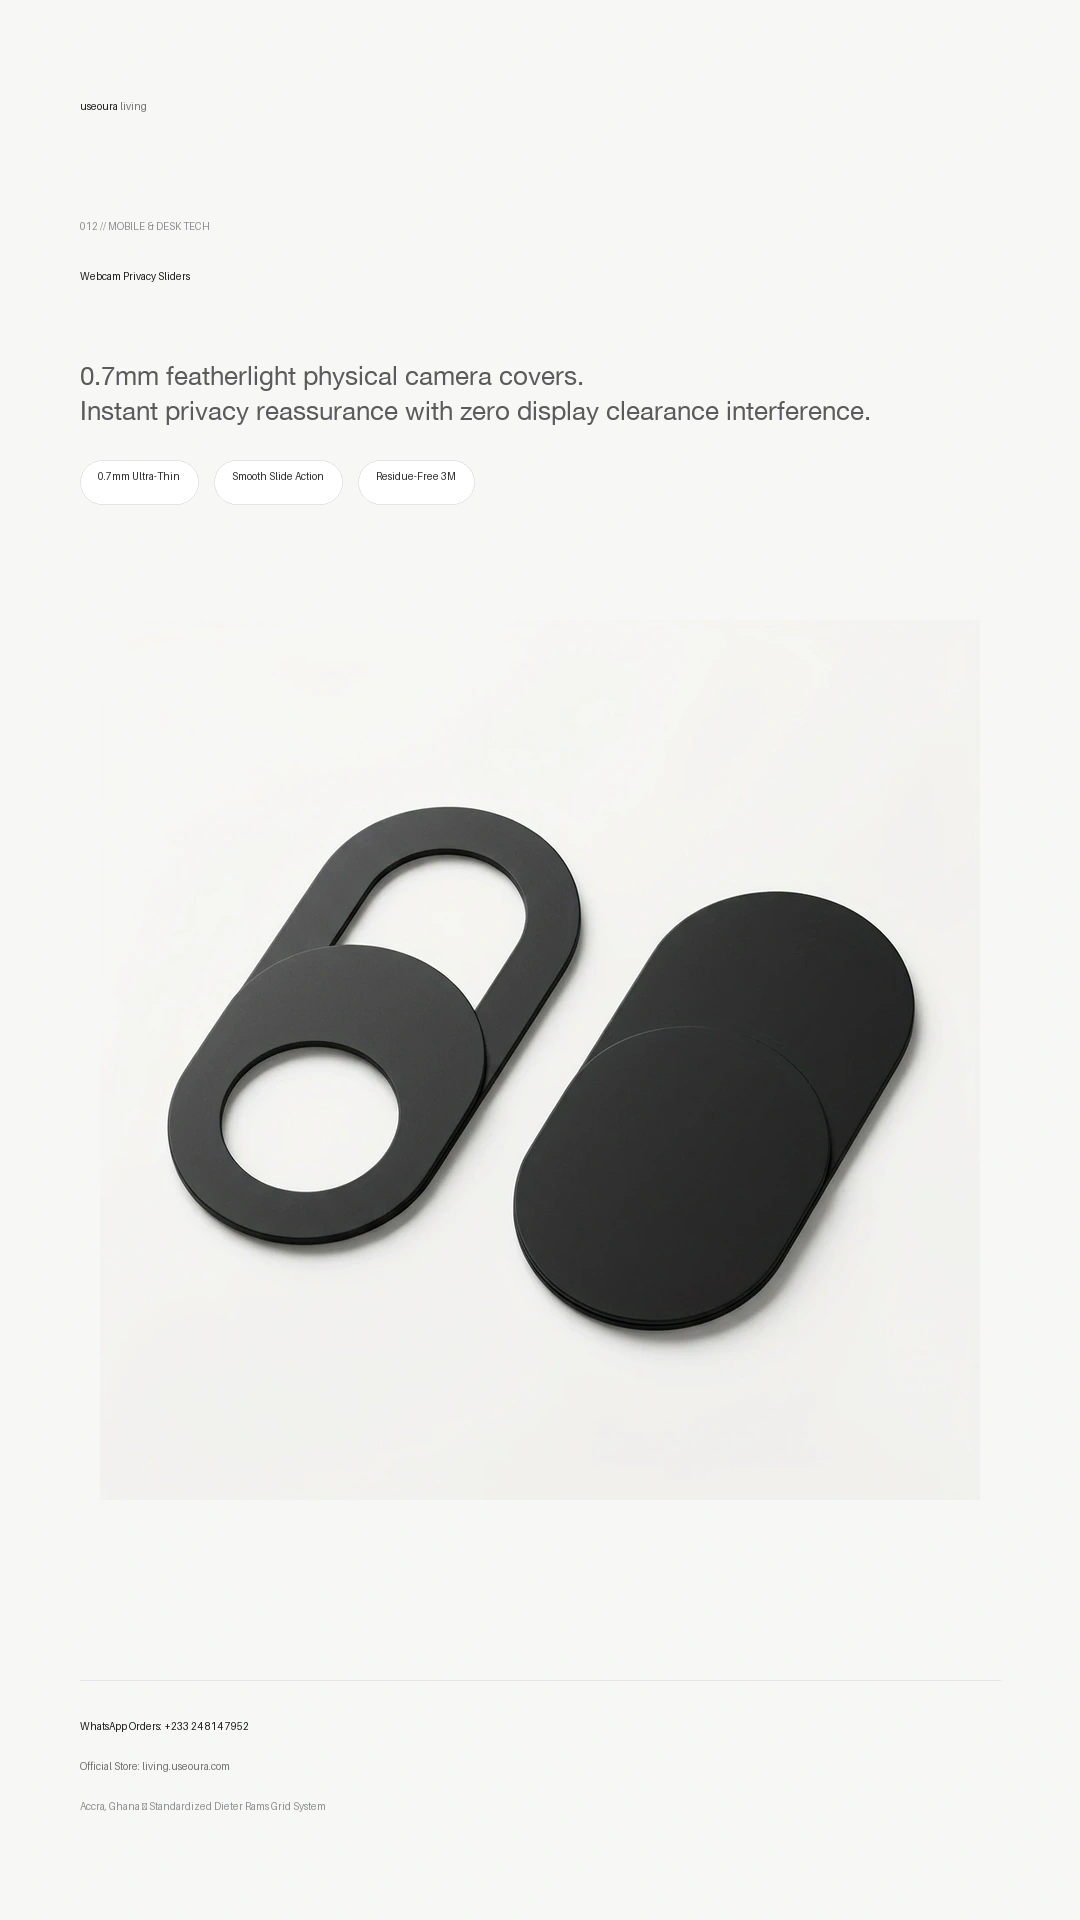 useoura living
012 // MOBILE & DESK TECH
Webcam Privacy Sliders
0.7mm featherlight physical camera covers.
Instant privacy reassurance with zero display clearance interference.
0.7mm Ultra-Thin
Smooth Slide Action
Residue-Free 3M
WhatsApp Orders: +233 248147952
Official Store: living.useoura.com
Accra, Ghana ▯ Standardized Dieter Rams Grid System